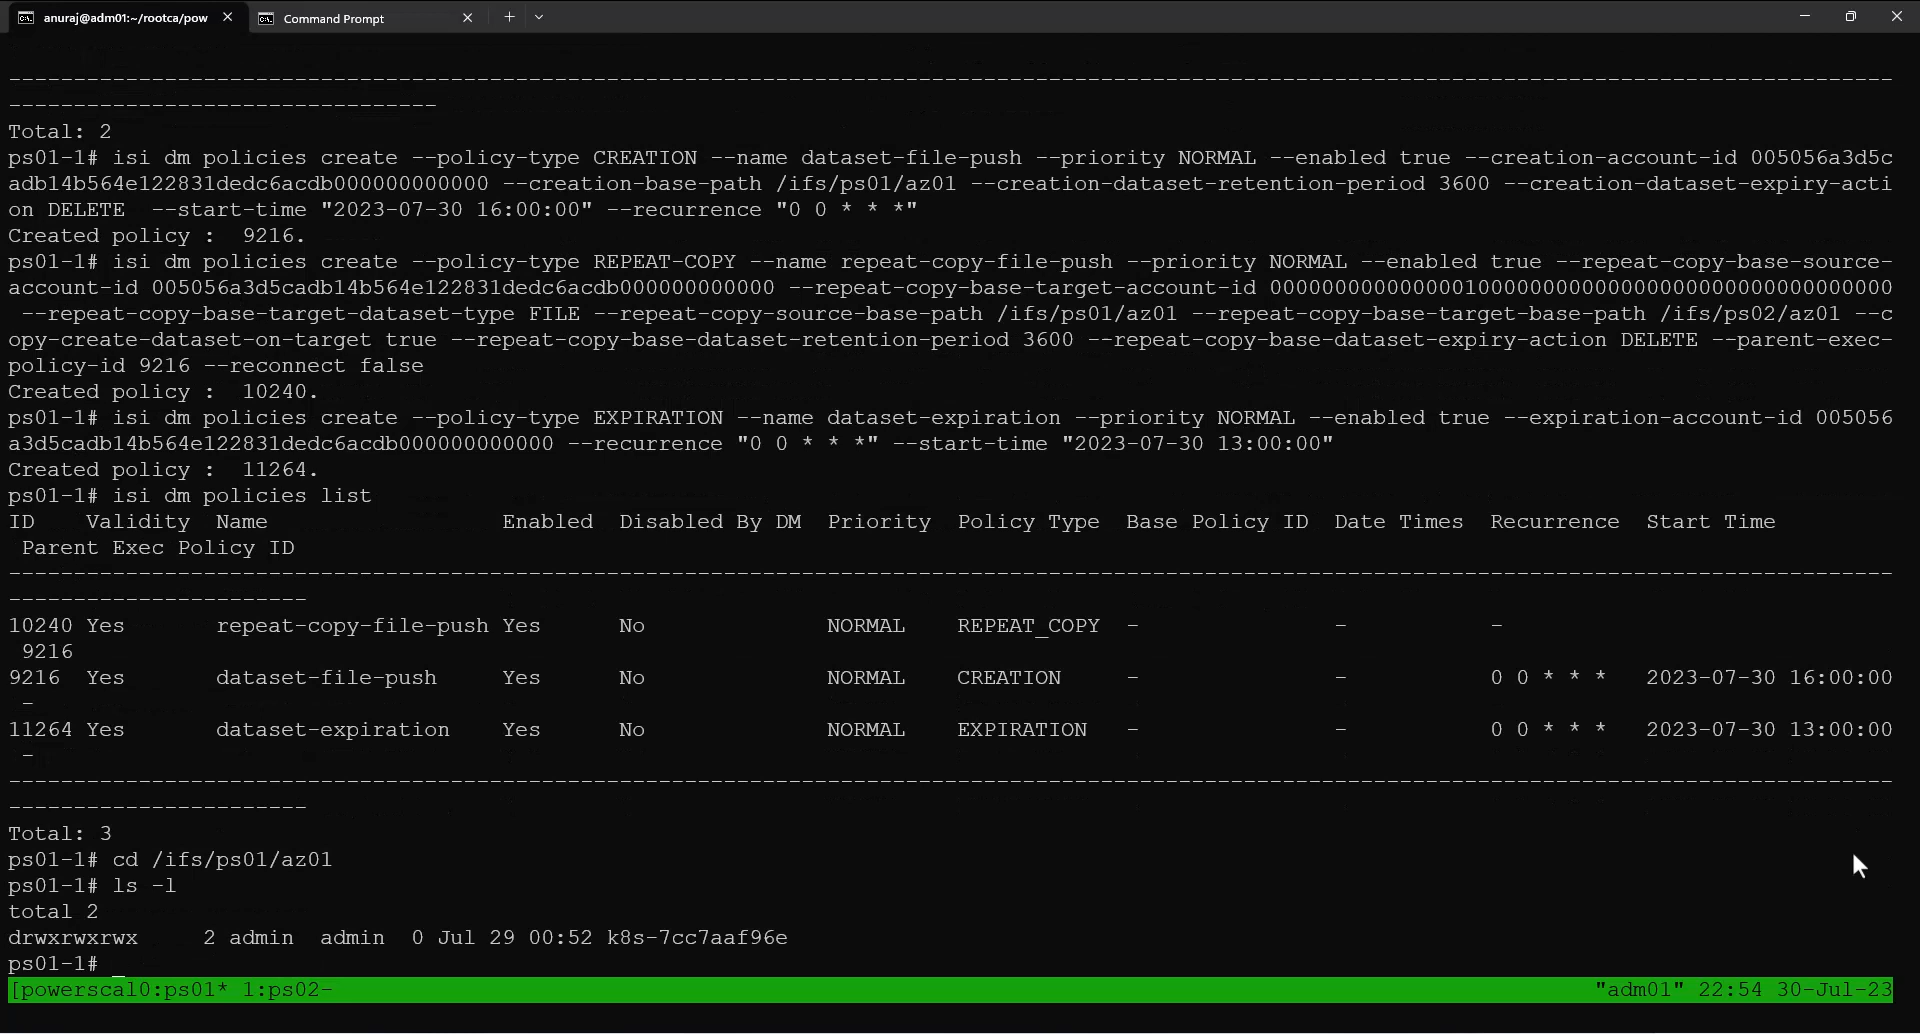 anuraj@adm01:~/rootca/pow
Command Prompt
--------------------------------------------------------------------------------------------------------------------------------------------------
---------------------------------
Total: 2
ps01-1# isi dm policies create --policy-type CREATION --name dataset-file-push --priority NORMAL --enabled true --creation-account-id 005056a3d5c
adb14b564e122831dedc6acdb000000000000 --creation-base-path /ifs/ps01/az01 --creation-dataset-retention-period 3600 --creation-dataset-expiry-acti
on DELETE  --start-time "2023-07-30 16:00:00" --recurrence "0 0 * * *"
Created policy :  9216.
ps01-1# isi dm policies create --policy-type REPEAT-COPY --name repeat-copy-file-push --priority NORMAL --enabled true --repeat-copy-base-source-
account-id 005056a3d5cadb14b564e122831dedc6acdb000000000000 --repeat-copy-base-target-account-id 000000000000000100000000000000000000000000000000
 --repeat-copy-base-target-dataset-type FILE --repeat-copy-source-base-path /ifs/ps01/az01 --repeat-copy-base-target-base-path /ifs/ps02/az01 --c
opy-create-dataset-on-target true --repeat-copy-base-dataset-retention-period 3600 --repeat-copy-base-dataset-expiry-action DELETE --parent-exec-
policy-id 9216 --reconnect false
Created policy :  10240.
ps01-1# isi dm policies create --policy-type EXPIRATION --name dataset-expiration --priority NORMAL --enabled true --expiration-account-id 005056
a3d5cadb14b564e122831dedc6acdb000000000000 --recurrence "0 0 * * *" --start-time "2023-07-30 13:00:00"
Created policy :  11264.
ps01-1# isi dm policies list
ID    Validity  Name                  Enabled  Disabled By DM  Priority  Policy Type  Base Policy ID  Date Times  Recurrence  Start Time
 Parent Exec Policy ID
-------------------------------------------------------------------------------------------------------------------------------------------------
-----------------------
10240 Yes       repeat-copy-file-push Yes      No              NORMAL    REPEAT_COPY  -               -           -
 9216
9216  Yes       dataset-file-push     Yes      No              NORMAL    CREATION     -               -           0 0 * * *   2023-07-30 16:00:00
 -
11264 Yes       dataset-expiration    Yes      No              NORMAL    EXPIRATION   -               -           0 0 * * *   2023-07-30 13:00:00
 -
-------------------------------------------------------------------------------------------------------------------------------------------------
-----------------------
Total: 3
ps01-1# cd /ifs/ps01/az01
ps01-1# ls -l
total 2
drwxrwxrwx     2 admin  admin  0 Jul 29 00:52 k8s-7cc7aaf96e
ps01-1# _
[powerscal0:ps01* 1:ps02-                    "adm01" 22:54 30-Jul-23